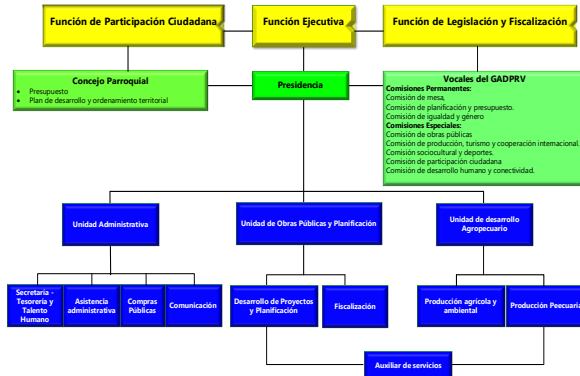 Función de Participación Ciudadana
Función Ejecutiva
Función de Legislación y Fiscalización
Concejo Parroquial
• Presupuesto
• Plan de desarrollo y ordenamiento territorial
Presidencia
Vocales del GADPRV
Comisiones Permanentes:
Comisión de mesa,
Comisión de planificación y presupuesto.
Comisión de igualdad y género
Comisiones Especiales:
Comisión de obras públicas
Comisión de producción, turismo y cooperación internacional.
Comisión sociocultural y deportes.
Comisión de participación ciudadana
Comisión de desarrollo humano y conectividad.
Unidad Administrativa
Unidad de Obras Públicas y Planificación
Unidad de desarrollo
Agropecuario
Secretaria -
Tesorería y
Talento
Humano
Asistencia
administrativa
Compras
Públicas
Comunicación
Desarrollo de Proyectos
y Planificación
Fiscalización
Producción agrícola y
ambiental
Producción Peecuaria
Auxiliar de servicios